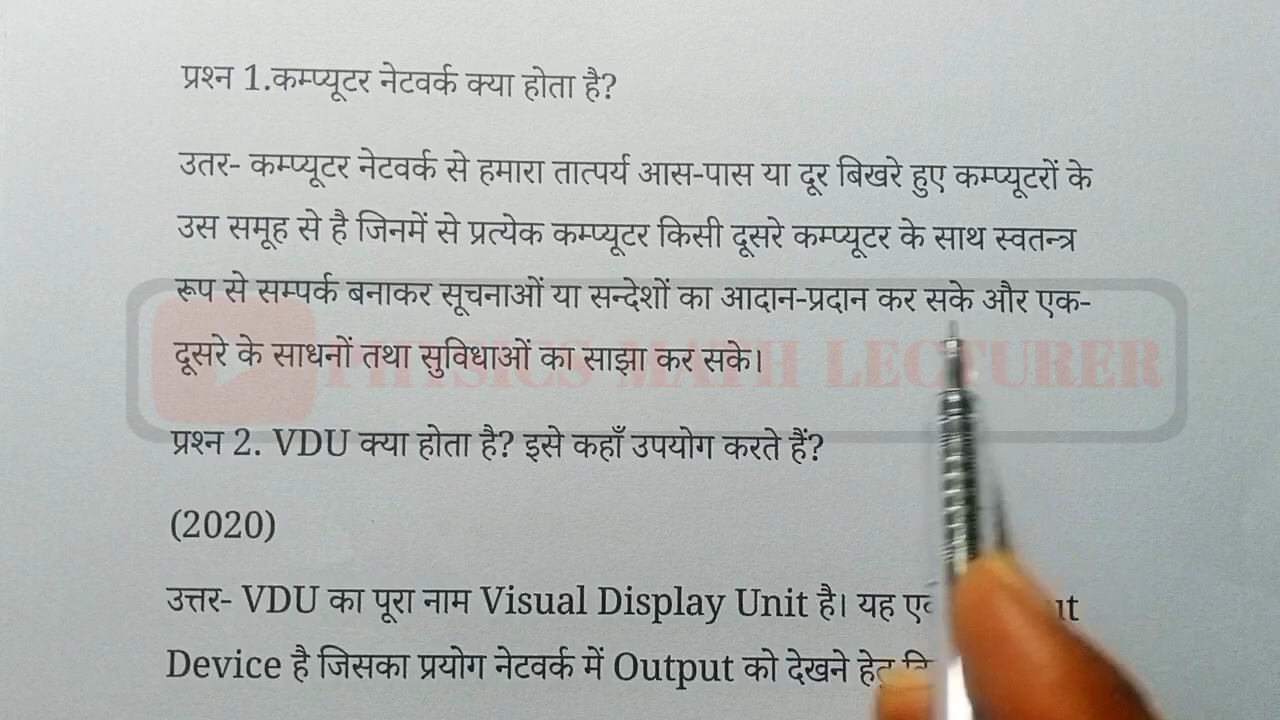 प्रश्न 1.कम्प्यूटर नेटवर्क क्या होता है?
उतर- कम्प्यूटर नेटवर्क से हमारा तात्पर्य आस-पास या दूर बिखरे हुए कम्प्यूटरों के
उस समूह से है जिनमें से प्रत्येक कम्प्यूटर किसी दूसरे कम्प्यूटर के साथ स्वतन्त्र
रूप से सम्पर्क बनाकर सूचनाओं या सन्देशों का आदान-प्रदान कर सके और एक-
दूसरे के साधनों तथा सुविधाओं का साझा कर सके।
PHYSICS MATH LECTURER
प्रश्न 2. VDU क्या होता है? इसे कहाँ उपयोग करते हैं?
(2020)
उत्तर- VDU का पूरा नाम Visual Display Unit है। यह
Device है जिसका प्रयोग नेटवर्क में Output को देखने हेतु